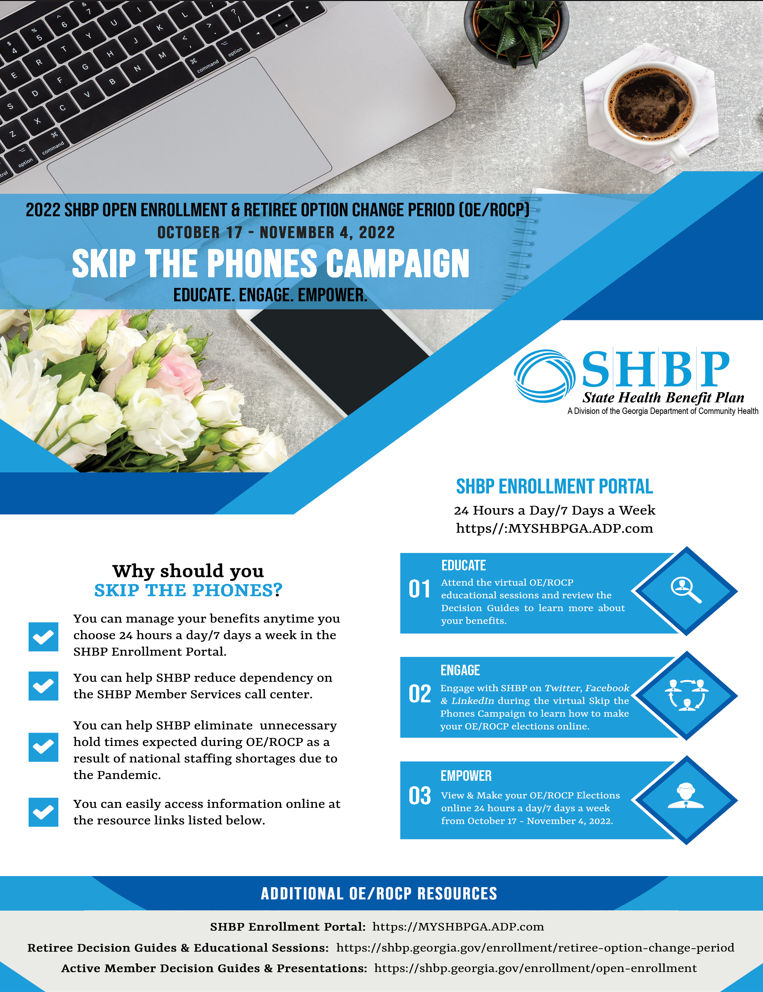 2022 SHBP OPEN ENROLLMENT & RETIREE OPTION CHANGE PERIOD (OE/ROCP)
OCTOBER 17 - NOVEMBER 4, 2022
SKIP THE PHONES CAMPAIGN
EDUCATE. ENGAGE. EMPOWER.
SHBP
State Health Benefit Plan
A Division of the Georgia Department of Community Health
SHBP ENROLLMENT PORTAL
24 Hours a Day/7 Days a Week
https//:MYSHBPGA.ADP.com
Why should you
SKIP THE PHONES?
You can manage your benefits anytime you
choose 24 hours a day/7 days a week in the
SHBP Enrollment Portal.
You can help SHBP reduce dependency on
the SHBP Member Services call center.
You can help SHBP eliminate unnecessary
hold times expected during OE/ROCP as a
result of national staffing shortages due to
the Pandemic.
You can easily access information online at
the resource links listed below.
01
EDUCATE
Attend the virtual OE/ROCP
educational sessions and review the
Decision Guides to learn more about
your benefits.
02
ENGAGE
Engage with SHBP on Twitter, Facebook
& LinkedIn during the virtual Skip the
Phones Campaign to learn how to make
your OE/ROCP elections online.
03
EMPOWER
View & Make your OE/ROCP Elections
online 24 hours a day/7 days a week
from October 17 - November 4, 2022.
ADDITIONAL OE/ROCP RESOURCES
SHBP Enrollment Portal: https://MYSHBPGA.ADP.com
Retiree Decision Guides & Educational Sessions: https://shbp.georgia.gov/enrollment/retiree-option-change-period
Active Member Decision Guides & Presentations: https://shbp.georgia.gov/enrollment/open-enrollment